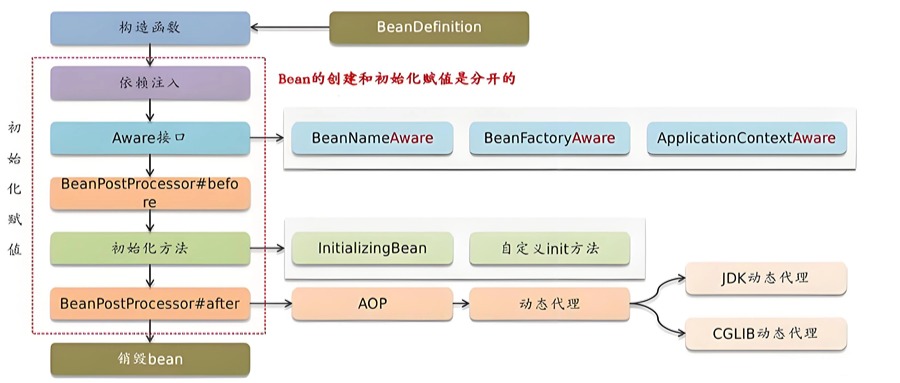 构造函数
BeanDefinition
依赖注入
Bean的创建和初始化赋值是分开的
初始化赋值
Aware接口
BeanNameAware
BeanFactoryAware
ApplicationContextAware
BeanPostProcessor#befo
re
初始化方法
InitializingBean
自定义init方法
BeanPostProcessor#after
AOP
动态代理
JDK动态代理
CGLIB动态代理
销毁bean